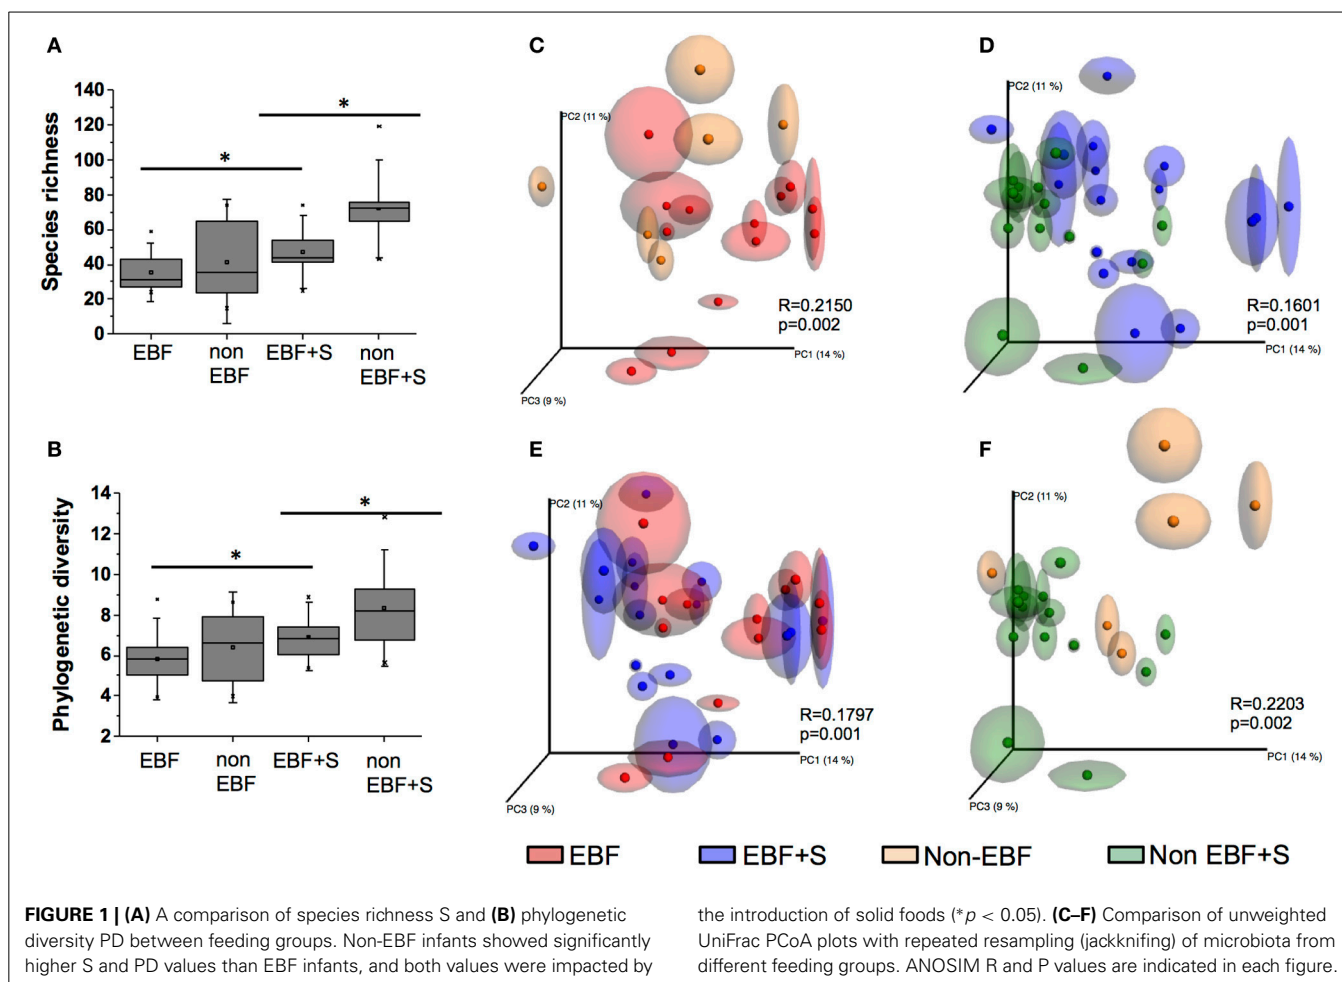 A
Species richness
140
120
100
80
60
40
20
0
*
*
EBF
non
EBF
EBF+S
non
EBF+S
B
Phylogenetic diversity
14
12
10
8
6
4
2
*
*
EBF
non
EBF
EBF+S
non
EBF+S
C
PC2 (11 %)
R=0.2150
p=0.002
PC1 (14 %)
PC3 (9 %)
D
PC2 (11 %)
R=0.1601
p=0.001
PC1 (14 %)
E
PC2 (11 %)
R=0.1797
p=0.001
PC1 (14 %)
PC3 (9 %)
F
PC2 (11 %)
R=0.2203
p=0.002
PC1 (14 %)
PC3 (9 %)
EBF EBF+S Non-EBF Non EBF+S
FIGURE 1 | (A) A comparison of species richness S and (B) phylogenetic
diversity PD between feeding groups. Non-EBF infants showed significantly
higher S and PD values than EBF infants, and both values were impacted by
the introduction of solid foods (*p < 0.05). (C–F) Comparison of unweighted
UniFrac PCoA plots with repeated resampling (jackknifing) of microbiota from
different feeding groups. ANOSIM R and P values are indicated in each figure.